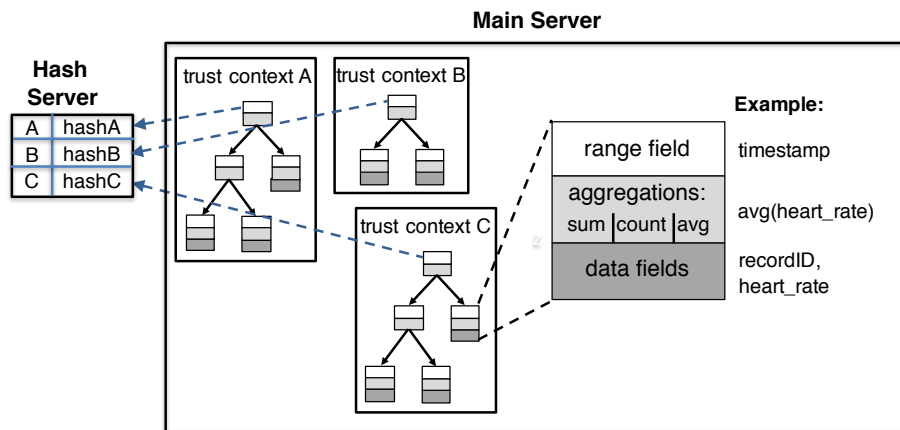 Main Server
Hash
Server
A hashA
B hashB
C hashC
trust context A
trust context B
trust context C
range field
aggregations:
sum count avg
data fields
Example:
timestamp
avg(heart_rate)
recordID,
heart_rate
z